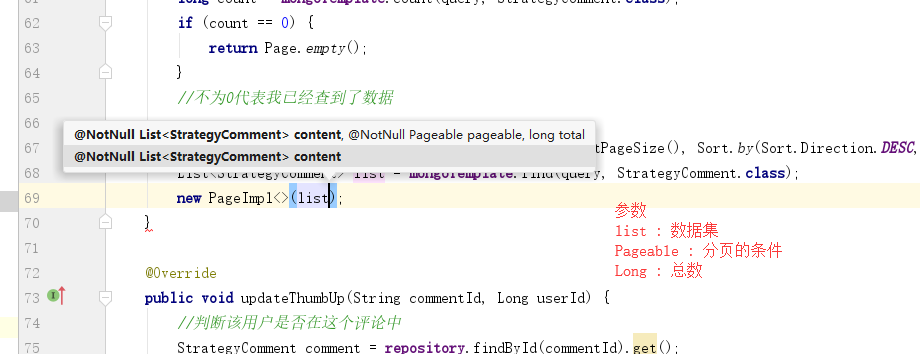 long count = mongoTemplate.count(query, StrategyComment.class);
62 if (count == 0) {
63 return Page.empty();
64 }
65 //不为0代表我已经查到了数据
66
@NotNull List<StrategyComment> content, @NotNull Pageable pageable, long total
67 tPageSize(), Sort.by(Sort.Direction.DESC,
@NotNull List<StrategyComment> content
68 List<StrategyComment> list = mongoTemplate.find(query, StrategyComment.class);
69 new PageImpl<>(list);
70 }
参数
list : 数据集
Pageable : 分页的条件
Long : 总数
71
72 @Override
73 public void updateThumbUp(String commentId, Long userId) {
74 //判断该用户是否在这个评论中
75 StrategyComment comment = repository.findById(commentId).get();